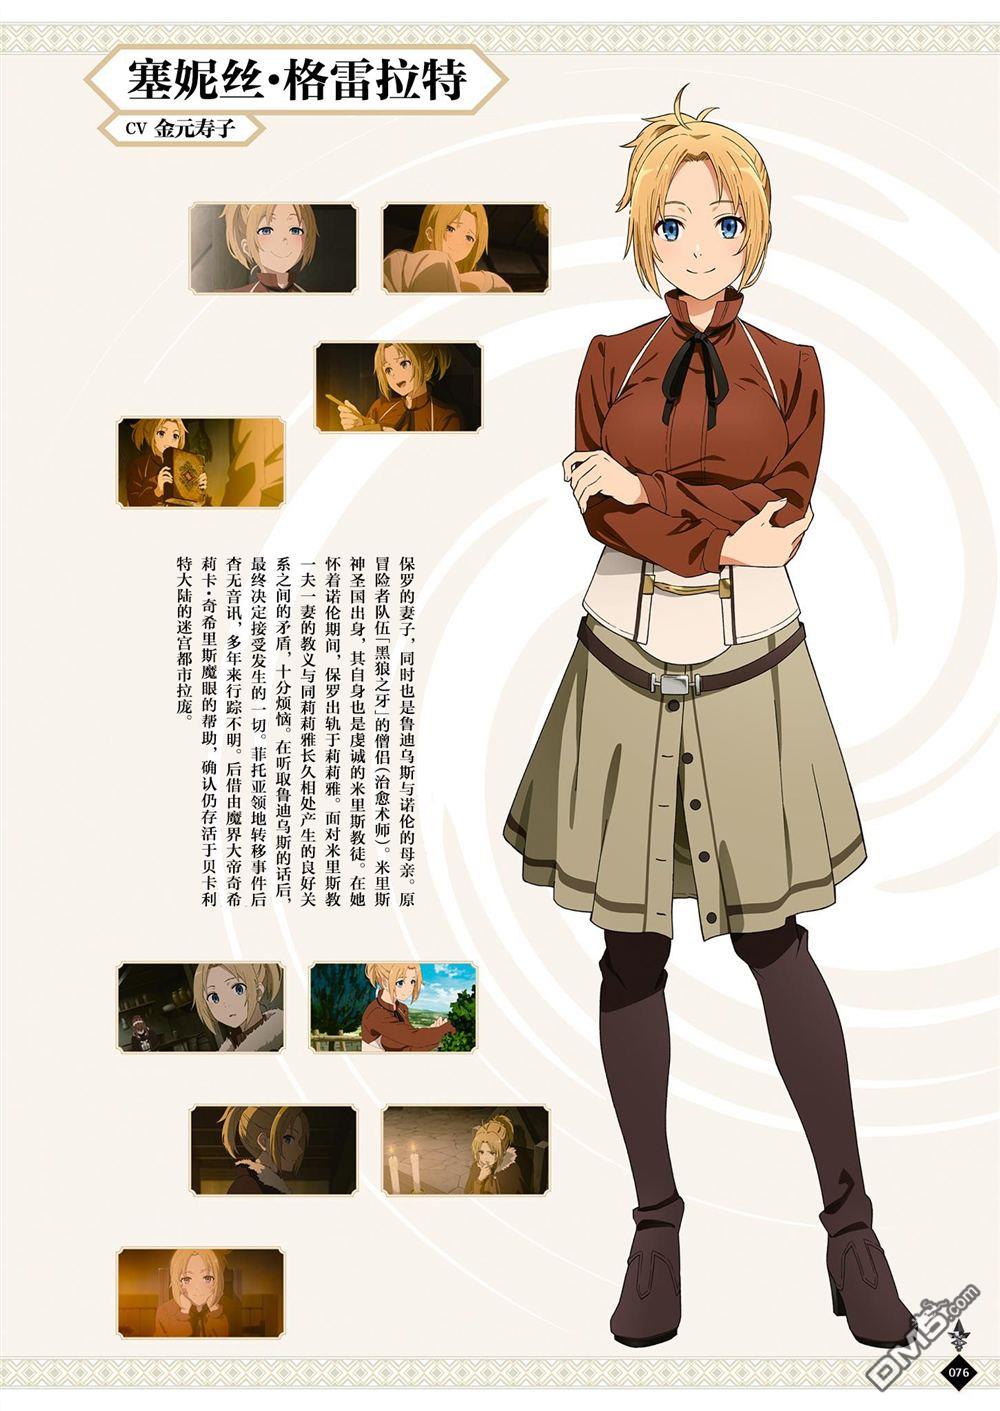 塞妮丝·格雷拉特
CV 金元寿子
保罗的妻子，同时也是鲁迪乌斯与诺伦的母亲。原
冒险者队伍「黑狼之牙」的僧侣（治愈术师）。米里斯
神圣国出身，其自身也是虔诚的米里斯教徒。在她
怀着诺伦期间，保罗出轨于莉莉雅。面对米里斯教
一夫一妻的教义与同莉莉雅长久相处产生的良好关
系之间的矛盾，十分烦恼。在听取鲁迪乌斯的话后，
最终决定接受发生的一切。菲托亚领地转移事件后
杳无音讯，多年来行踪不明。后借由魔界大帝奇希
莉卡·奇希里斯魔眼的帮助，确认仍存活于贝卡利
特大陆的迷宫都市拉庞。
DM5.com
076